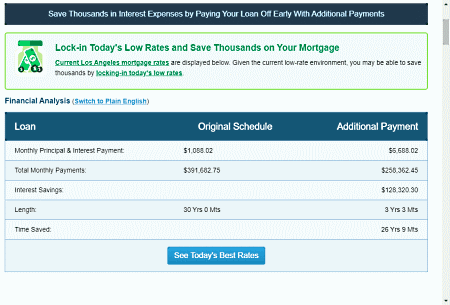 Save Thousands in Interest Expenses by Paying Your Loan Off Early With Additional Payments
Lock-in Today's Low Rates and Save Thousands on Your Mortgage
Current Los Angeles mortgage rates are displayed below. Given the current low-rate environment, you may be able to save
thousands by locking-in today's low rates.
Financial Analysis (Switch to Plain English)
Loan Original Schedule Additional Payment
Monthly Principal & Interest Payment: $1,088.02 $6,688.02
Total Monthly Payments: $391,682.75 $258,362.45
Interest Savings: $128,320.30
Length: 30 Yrs 0 Mts 3 Yrs 3 Mts
Time Saved: 26 Yrs 9 Mts
See Today's Best Rates